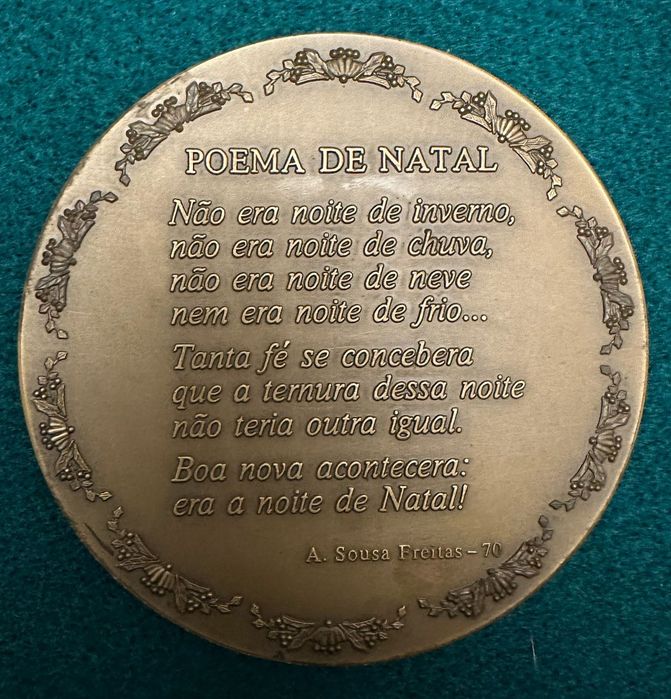 POEMA DE NATAL
Não era noite de inverno,
não era noite de chuva,
não era noite de neve
nem era noite de frio...
Tanta fé se concebera
que a ternura dessa noite
não teria outra igual.
Boa nova acontecera:
era a noite de Natal!
A. Sousa Freitas – 70